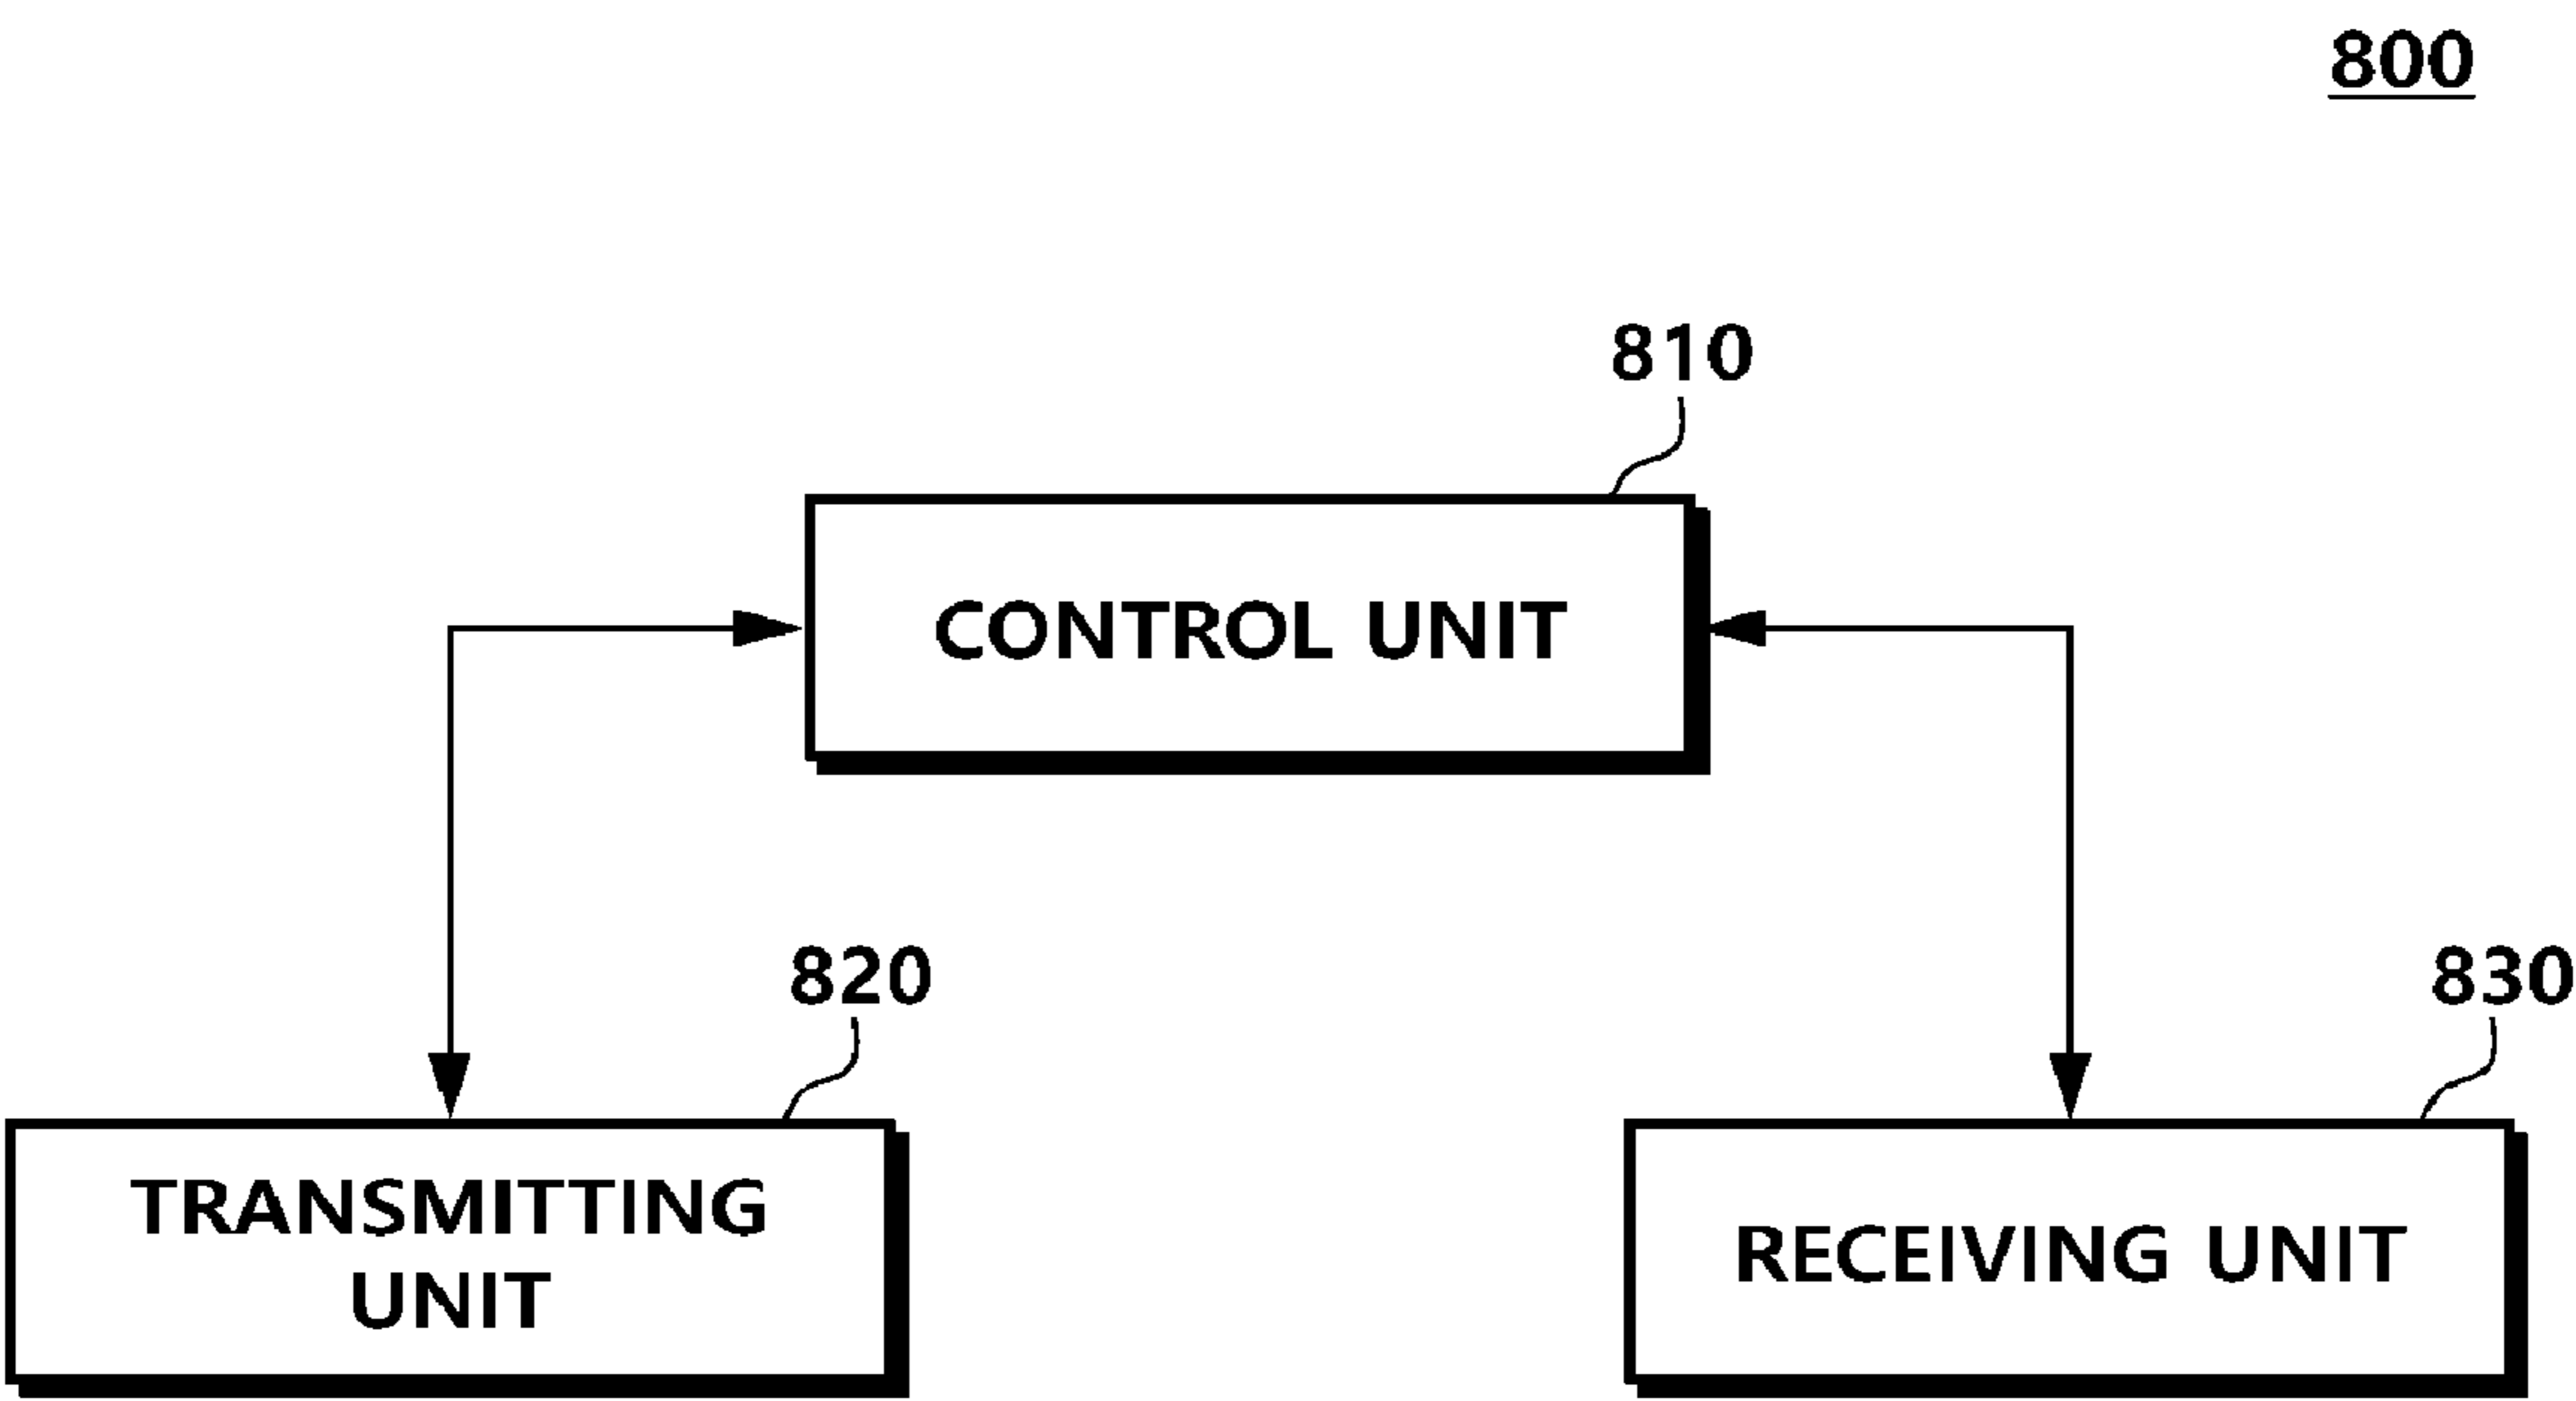 800
810
CONTROL UNIT
820
830
TRANSMITTING
UNIT
RECEIVING UNIT